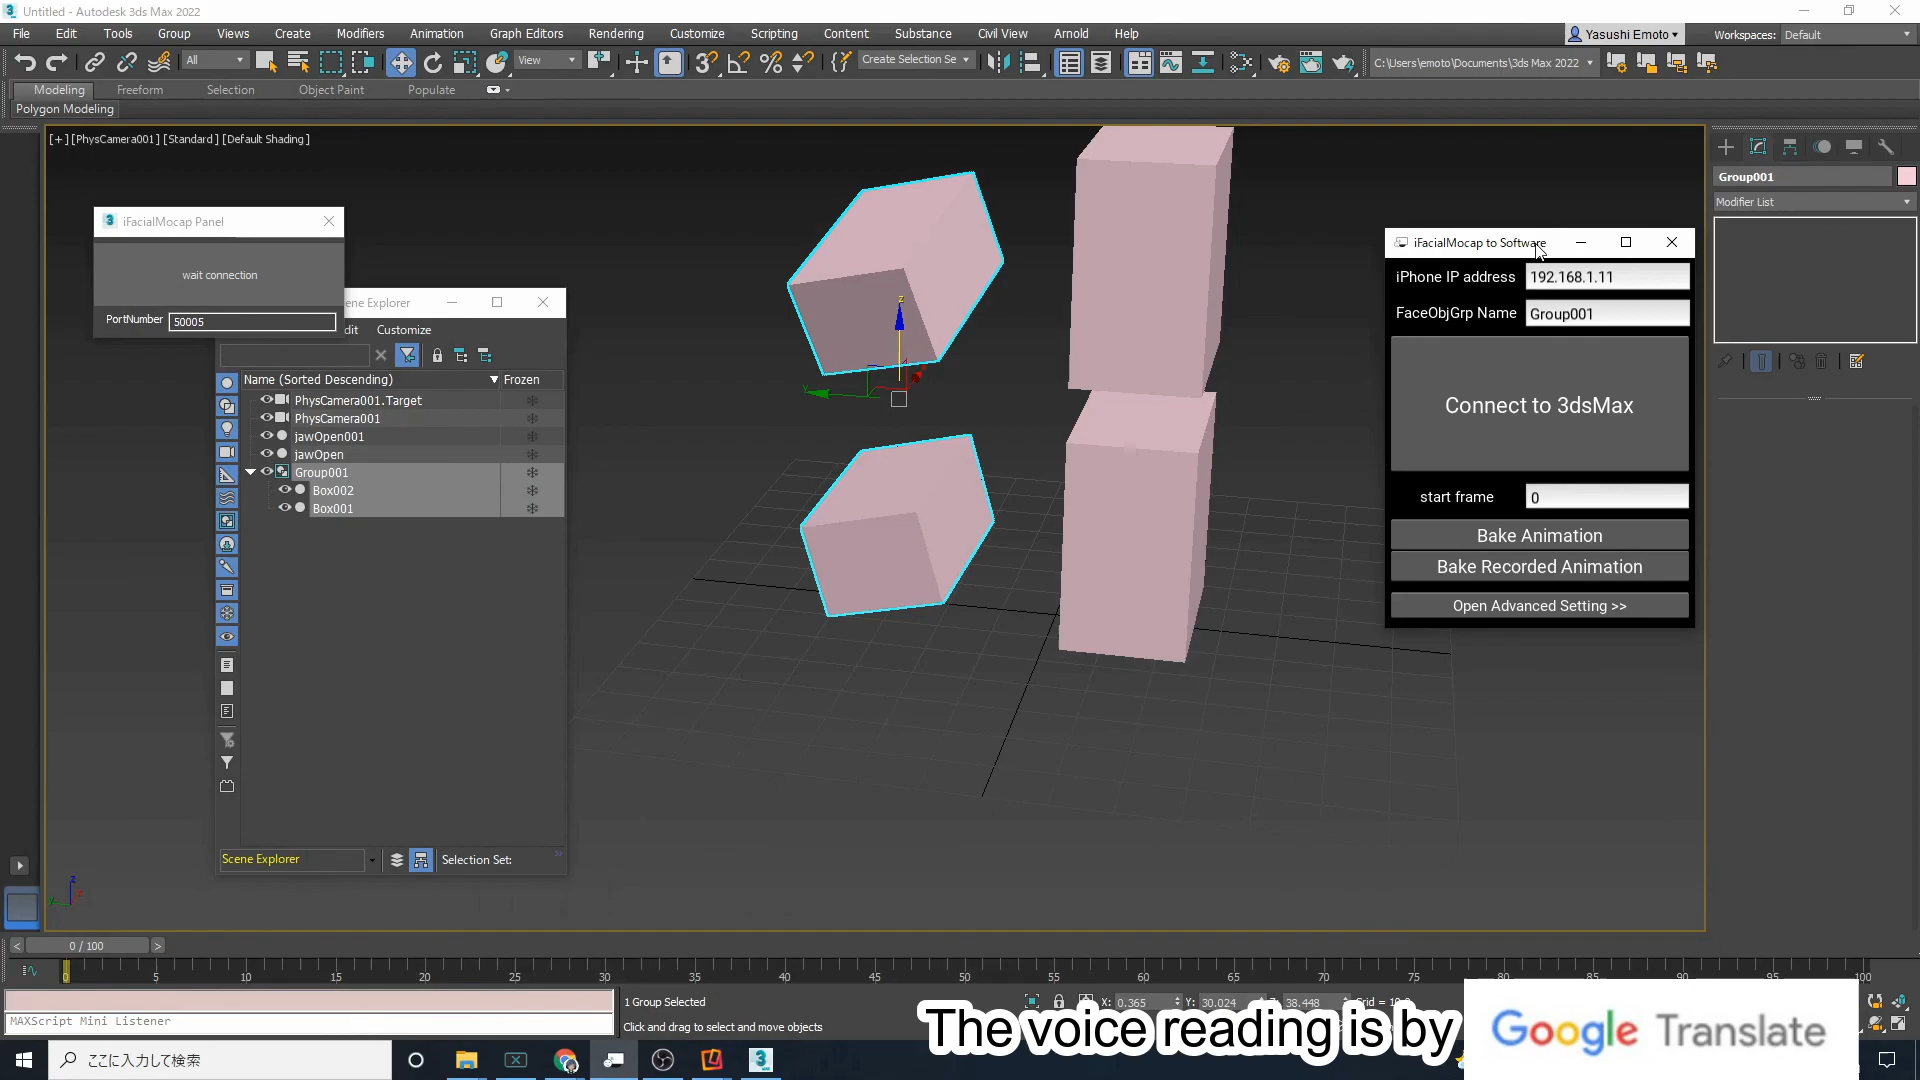 Untitled - Autodesk 3ds Max 2022
File Edit Tools Group Views Create Modifiers Animation Graph Editors Rendering Customize Scripting Content Substance Civil View Arnold Help
Yasushi Emoto
Workspaces: Default
All
View
Create Selection Se
C:\Users\emoto\Documents\3ds Max 2022
Modeling Freeform Selection Object Paint Populate
Polygon Modeling
[+] [PhysCamera001] [Standard] [Default Shading]
iFacialMocap Panel
wait connection
PortNumber 50005
cene Explorer
dit Customize
Name (Sorted Descending) Frozen
PhysCamera001.Target
PhysCamera001
jawOpen001
jawOpen
Group001
Box002
Box001
Scene Explorer
Selection Set:
z
y
iFacialMocap to Software
iPhone IP address 192.168.1.11
FaceObjGrp Name Group001
Connect to 3dsMax
start frame 0
Bake Animation
Bake Recorded Animation
Open Advanced Setting >>
Group001
Modifier List
z
< 0 / 100 >
0 5 10 15 20 25 30 35 40 45 50 55 60 65 70 75 80 85 90 95 100
MAXScript Mini Listener
1 Group Selected
Click and drag to select and move objects
X: 0.365 Y: 30.024 Z: 38.448
The voice reading is by Google Translate
ここに入力して検索